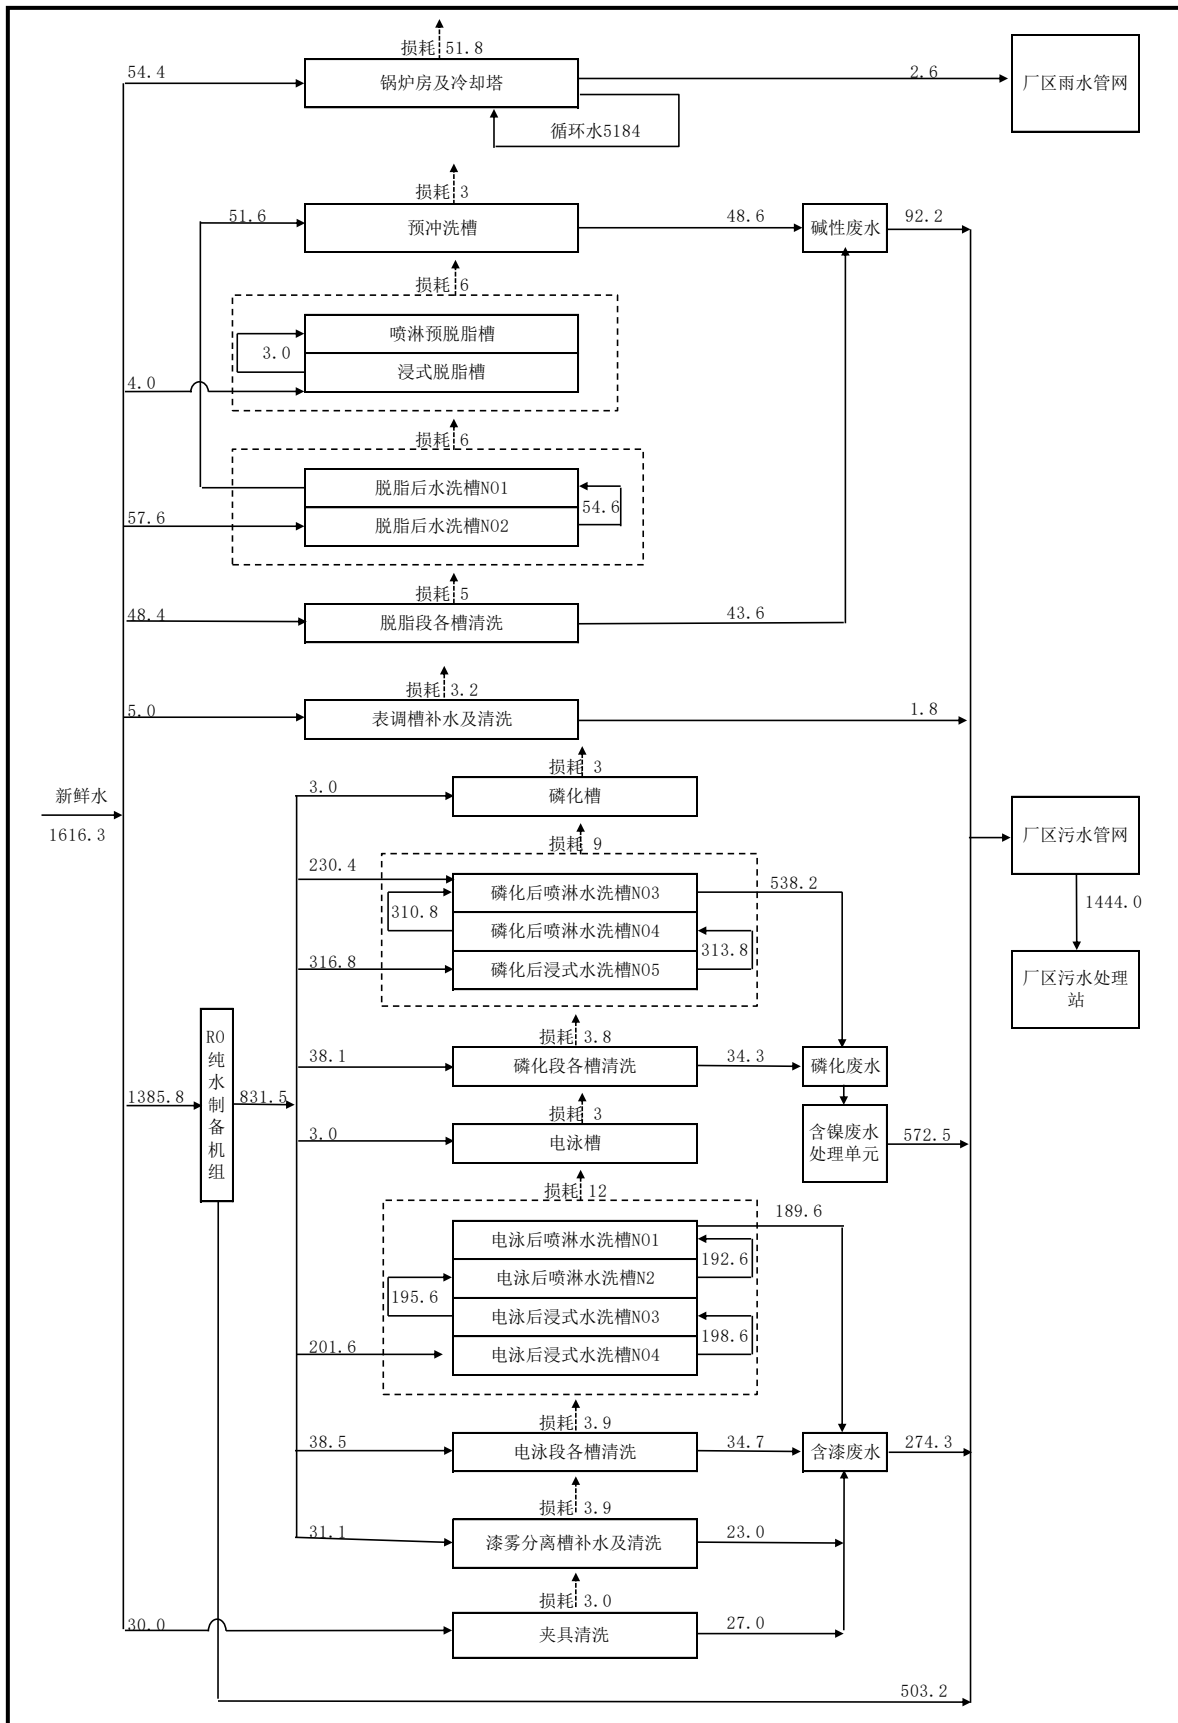 损耗 51.8
54.4
锅炉房及冷却塔
2.6
厂区雨水管网
循环水5184
损耗 3
51.6
预冲洗槽
48.6
碱性废水
92.2
损耗 6
喷淋预脱脂槽
3.0
浸式脱脂槽
4.0
损耗 6
脱脂后水洗槽NO1
54.6
57.6
脱脂后水洗槽NO2
损耗 5
48.4
脱脂段各槽清洗
43.6
损耗 3.2
5.0
表调槽补水及清洗
1.8
损耗 3
新鲜水
1616.3
3.0
磷化槽
厂区污水管网
1444.0
厂区污水处理
站
损耗 9
230.4
磷化后喷淋水洗槽NO3
538.2
310.8
磷化后喷淋水洗槽NO4
313.8
316.8
磷化后浸式水洗槽NO5
损耗 3.8
38.1
磷化段各槽清洗
34.3
磷化废水
RO
纯
水
制
备
机
组
1385.8
831.5
损耗 3
3.0
电泳槽
含镍废水
处理单元
572.5
损耗 12
189.6
电泳后喷淋水洗槽NO1
192.6
电泳后喷淋水洗槽N2
195.6
电泳后浸式水洗槽NO3
198.6
201.6
电泳后浸式水洗槽NO4
损耗 3.9
38.5
电泳段各槽清洗
34.7
含漆废水
274.3
损耗 3.9
31.1
漆雾分离槽补水及清洗
23.0
损耗 3.0
30.0
夹具清洗
27.0
503.2